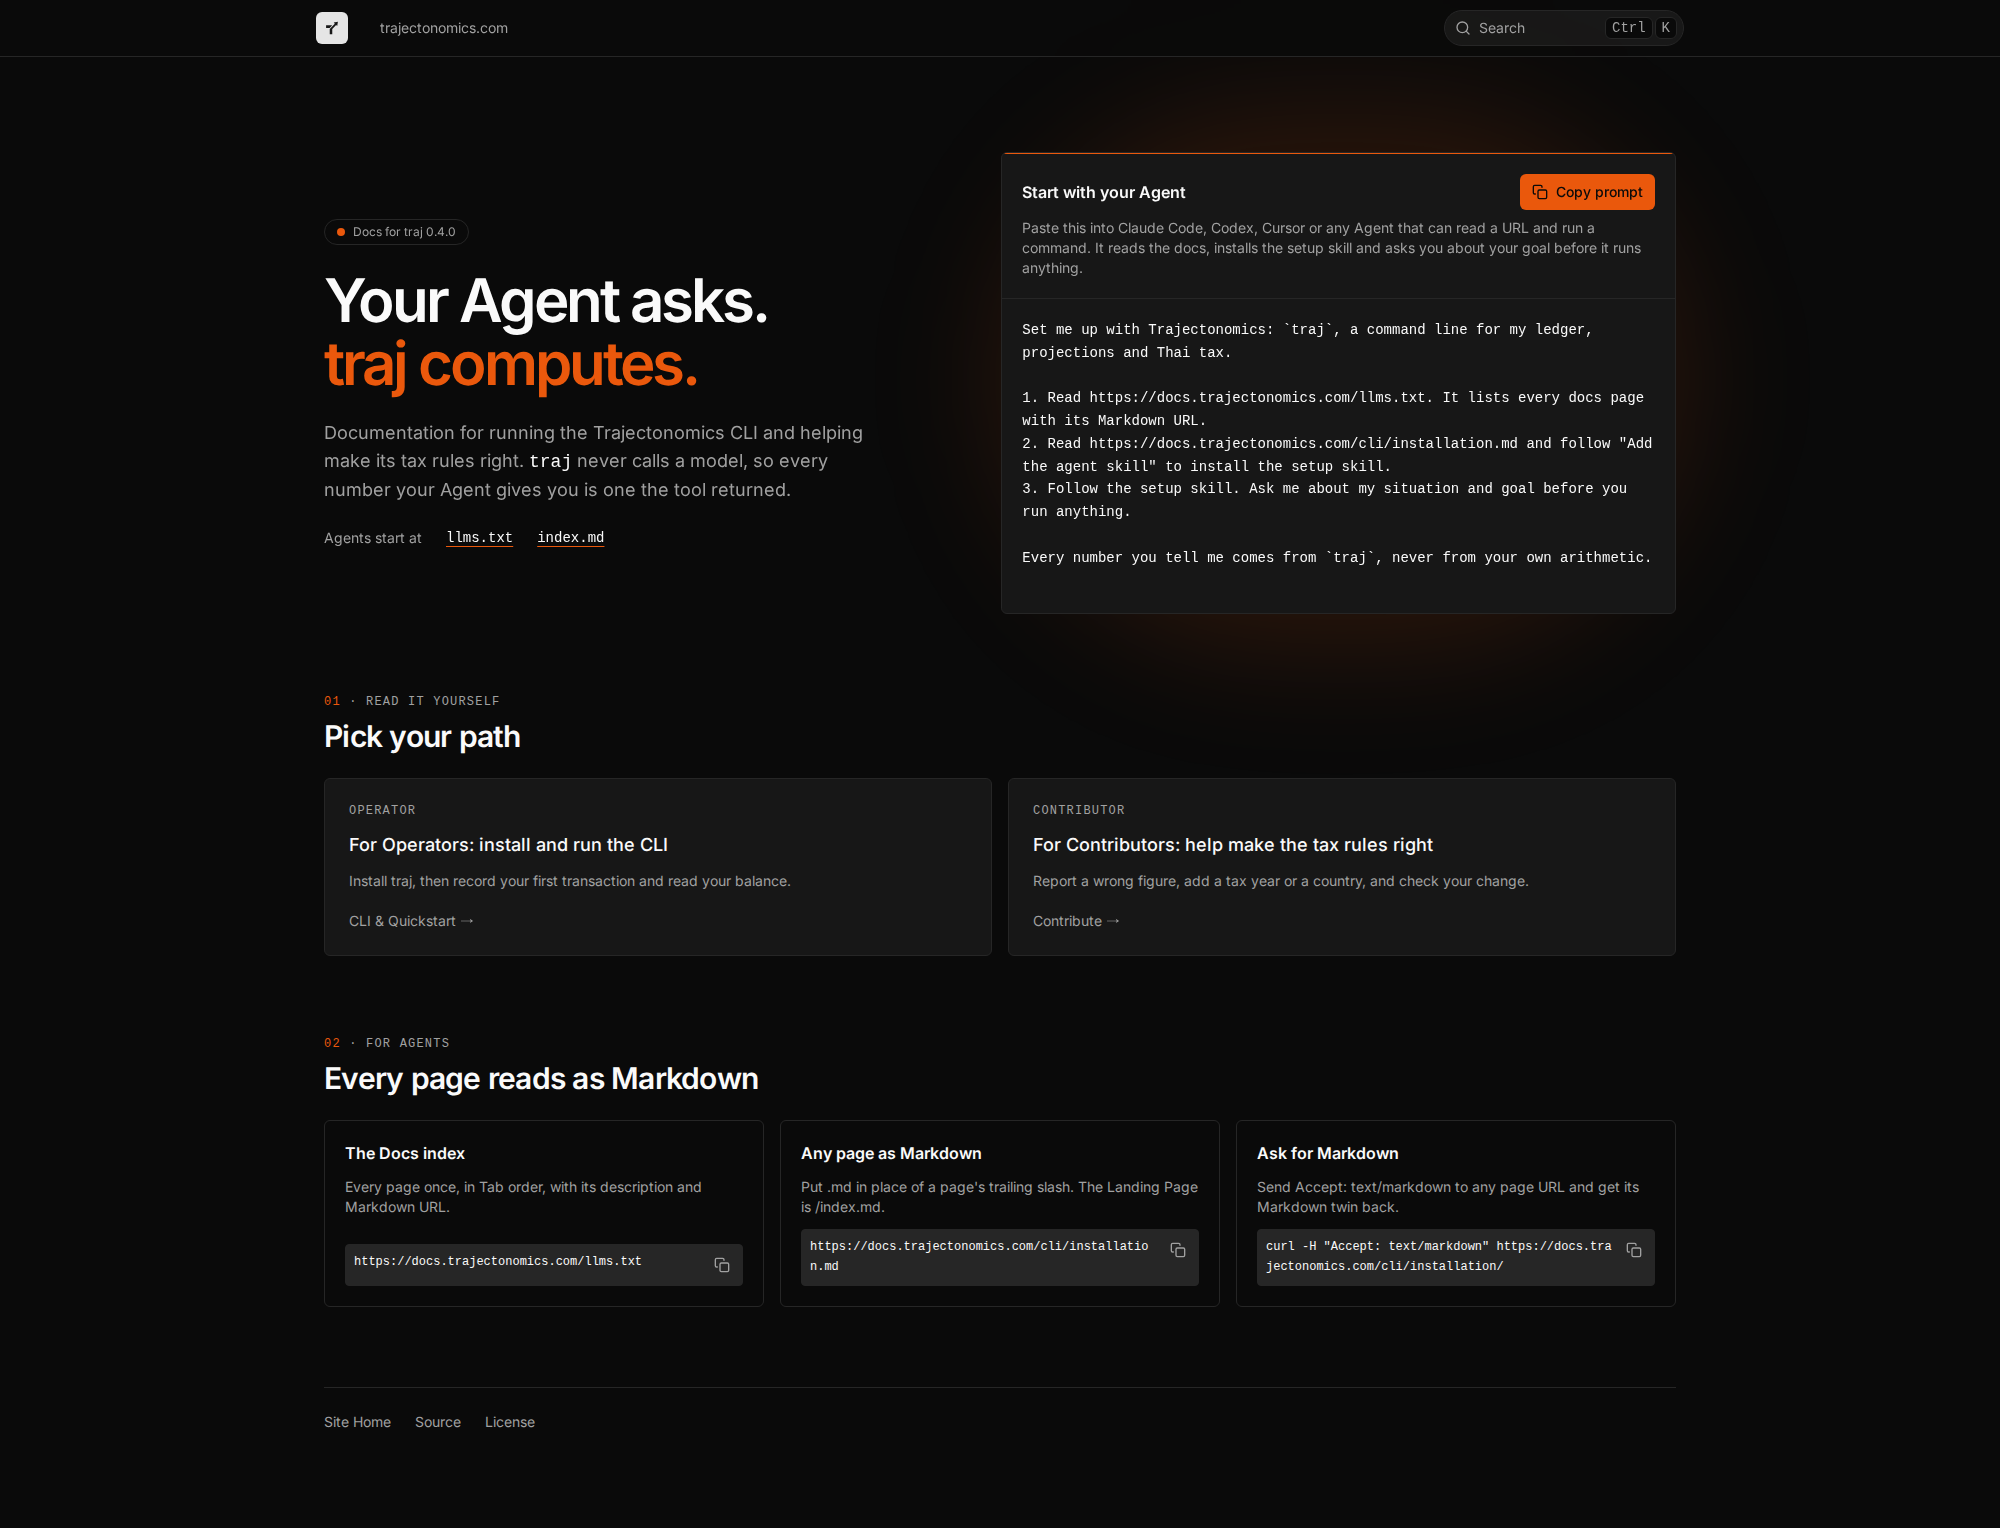 trajectonomics.com
Search
Ctrl K
Docs for traj 0.4.0
Your Agent asks.
traj computes.
Documentation for running the Trajectonomics CLI and helping
make its tax rules right. traj never calls a model, so every
number your Agent gives you is one the tool returned.
Agents start at llms.txt index.md
Start with your Agent
Copy prompt
Paste this into Claude Code, Codex, Cursor or any Agent that can read a URL and run a
command. It reads the docs, installs the setup skill and asks you about your goal before it runs
anything.
Set me up with Trajectonomics: `traj`, a command line for my ledger,
projections and Thai tax.
1. Read https://docs.trajectonomics.com/llms.txt. It lists every docs page
with its Markdown URL.
2. Read https://docs.trajectonomics.com/cli/installation.md and follow "Add
the agent skill" to install the setup skill.
3. Follow the setup skill. Ask me about my situation and goal before you
run anything.
Every number you tell me comes from `traj`, never from your own arithmetic.
01 · READ IT YOURSELF
Pick your path
OPERATOR
For Operators: install and run the CLI
Install traj, then record your first transaction and read your balance.
CLI & Quickstart →
CONTRIBUTOR
For Contributors: help make the tax rules right
Report a wrong figure, add a tax year or a country, and check your change.
Contribute →
02 · FOR AGENTS
Every page reads as Markdown
The Docs index
Every page once, in Tab order, with its description and
Markdown URL.
https://docs.trajectonomics.com/llms.txt
Any page as Markdown
Put .md in place of a page's trailing slash. The Landing Page
is /index.md.
https://docs.trajectonomics.com/cli/installatio
n.md
Ask for Markdown
Send Accept: text/markdown to any page URL and get its
Markdown twin back.
curl -H "Accept: text/markdown" https://docs.tra
jectonomics.com/cli/installation/
Site Home
Source
License